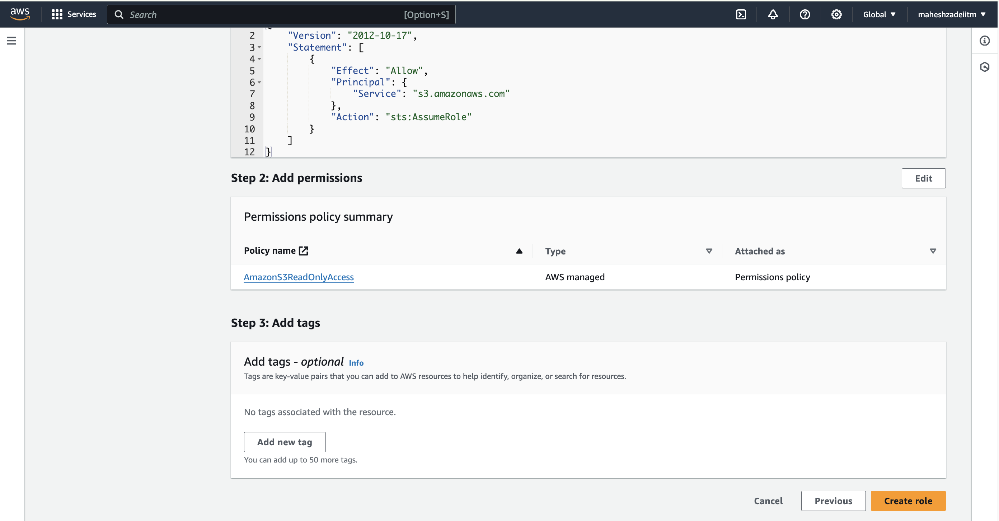 aws
Services
Search
[Option+S]
Global
maheshzadeiitm
2 "Version": "2012-10-17",
3 "Statement": [
4 {
5 "Effect": "Allow",
6 "Principal": {
7 "Service": "s3.amazonaws.com"
8 },
9 "Action": "sts:AssumeRole"
10 }
11 ]
12 }
Step 2: Add permissions
Edit
Permissions policy summary
Policy name
Type
Attached as
AmazonS3ReadOnlyAccess
AWS managed
Permissions policy
Step 3: Add tags
Add tags - optional Info
Tags are key-value pairs that you can add to AWS resources to help identify, organize, or search for resources.
No tags associated with the resource.
Add new tag
You can add up to 50 more tags.
Cancel
Previous
Create role